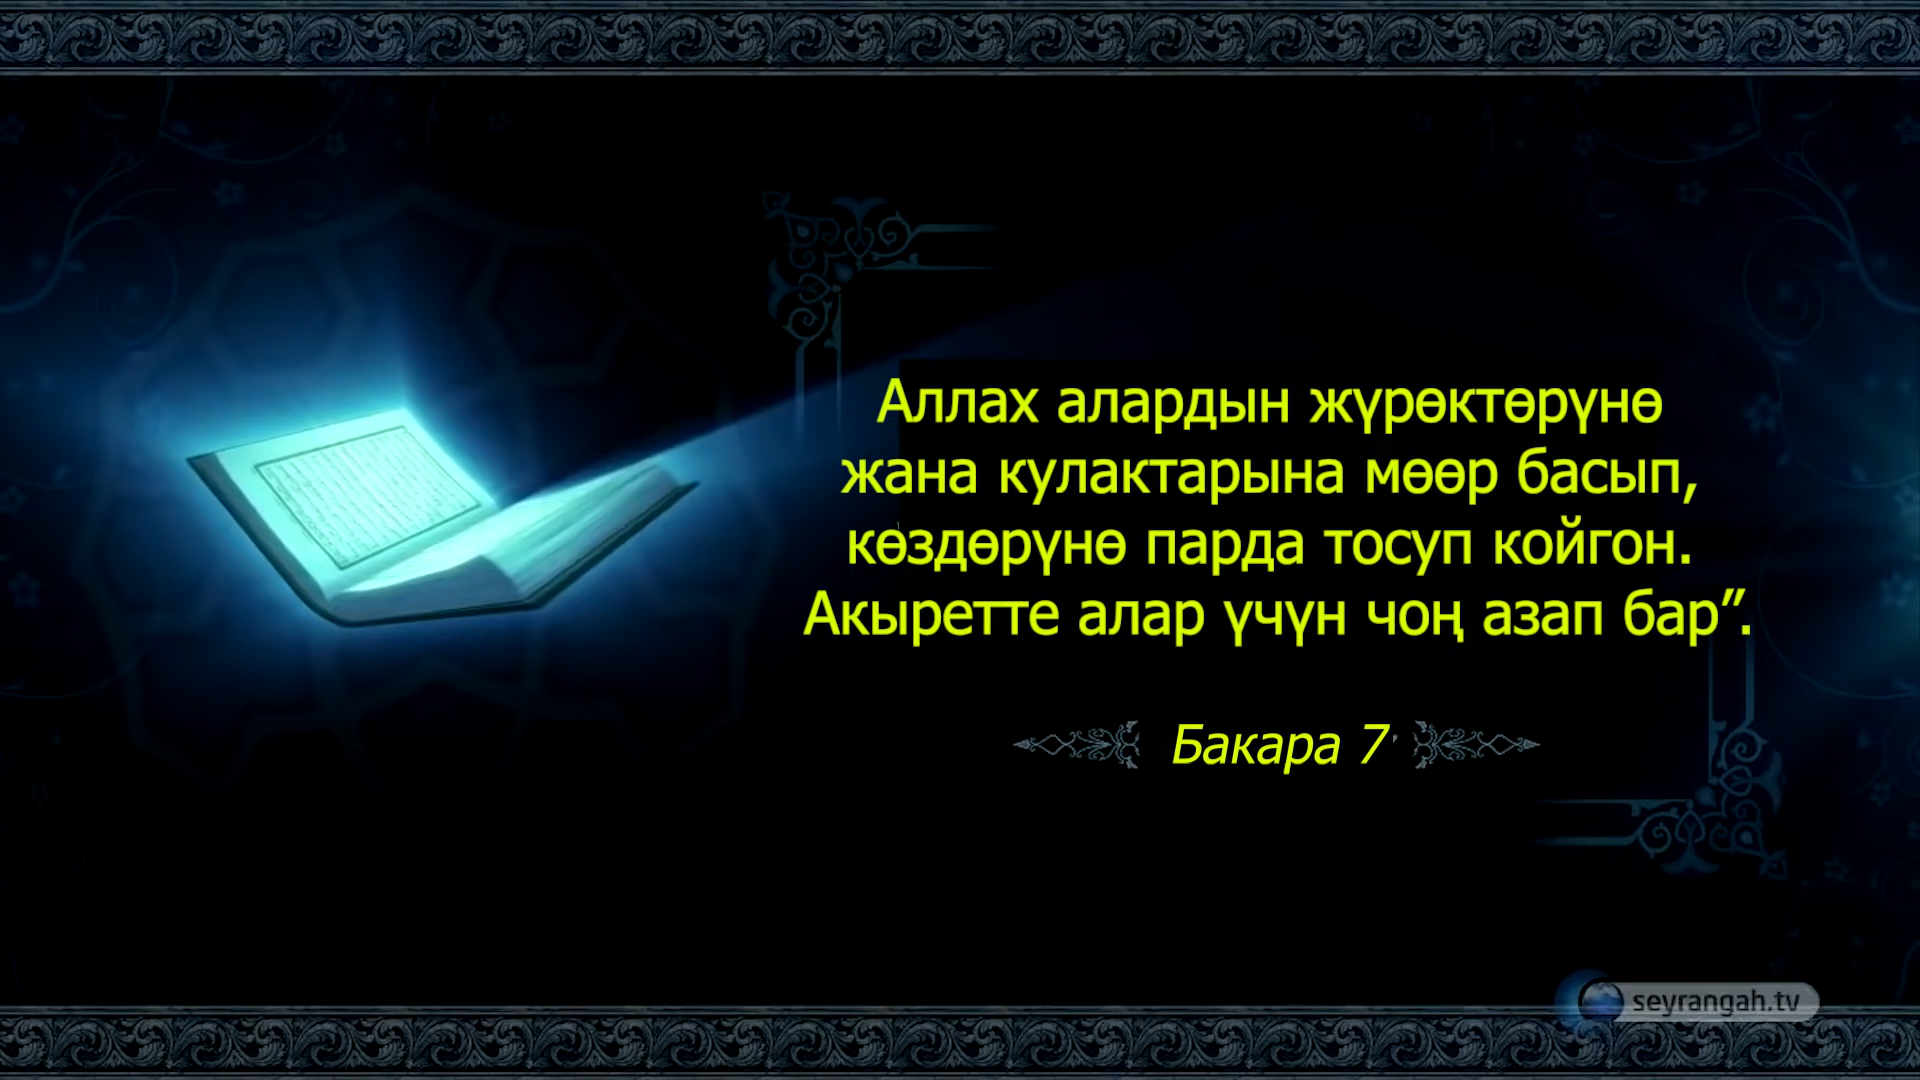 Аллах алардын жүрөктөрүнө
жана кулактарына мөөр басып,
көздөрүнө парда тосуп койгон.
Акыретте алар үчүн чоң азап бар”.
Бакара 7
seyrangah.tv